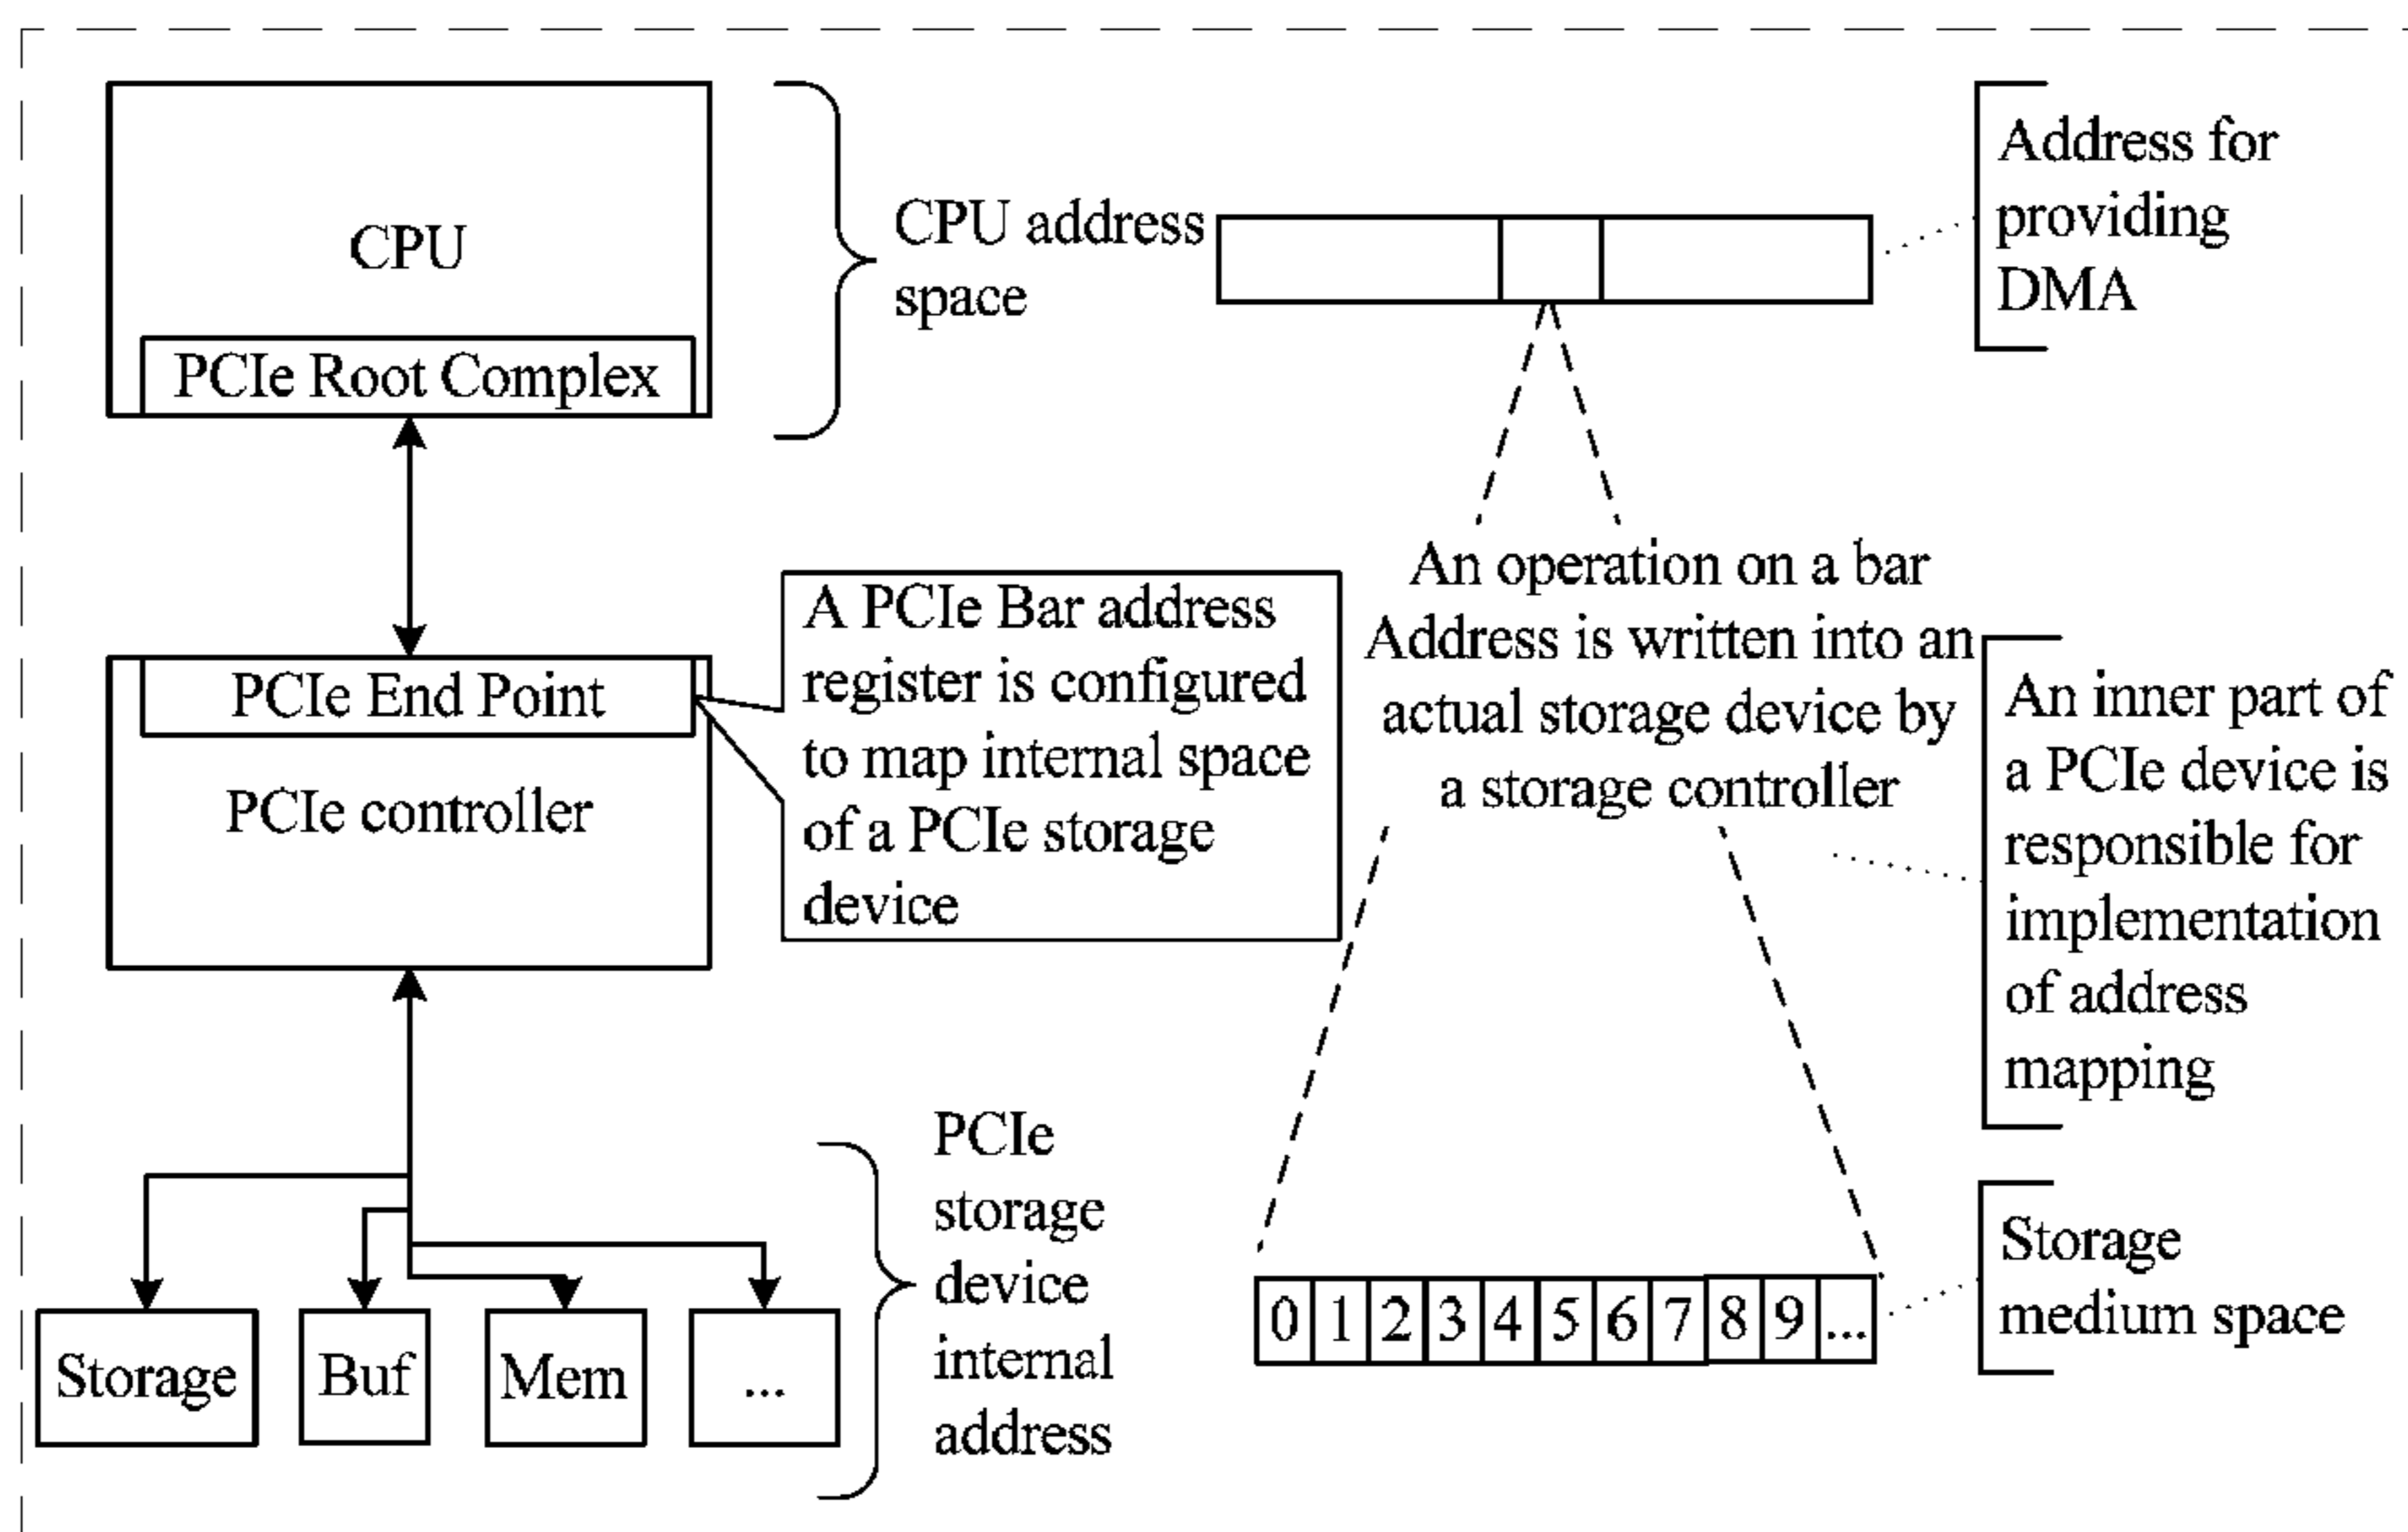 CPU
PCIe Root Complex
CPU address
space
Address for
providing
DMA
PCIe End Point
PCIe controller
A PCIe Bar address
register is configured
to map internal space
of a PCIe storage
device
An operation on a bar
Address is written into an
actual storage device by
a storage controller
An inner part of
a PCIe device is
responsible for
implementation
of address
mapping
Storage
Buf
Mem
...
PCIe
storage
device
internal
address
0 1 2 3 4 5 6 7 8 9 ...
Storage
medium space